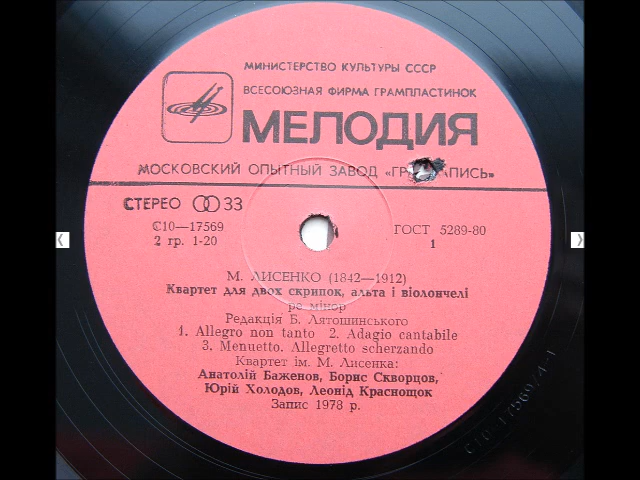 МИНИСТЕРСТВО КУЛЬТУРЫ СССР
ВСЕСОЮЗНАЯ ФИРМА ГРАМПЛАСТИНОК
МЕЛОДИЯ
МОСКОВСКИЙ ОПЫТНЫЙ ЗАВОД
СТЕРЕО 33
С10—17569
2 гр. 1-20
ГОСТ 5289-80
1
М. ЛИСЕНКО (1842—1912)
Квартет для двох скрипок, альта і віолончелі
ре мінор
Редакція Б. Лятошинського
1. Allegro non tanto 2. Adagio cantabile
3. Menuetto. Allegretto scherzando
Квартет ім. М. Лисенка:
Анатолій Баженов, Борис Скворцов,
Юрій Холодов, Леонід Краснощок
Запис 1978 р.